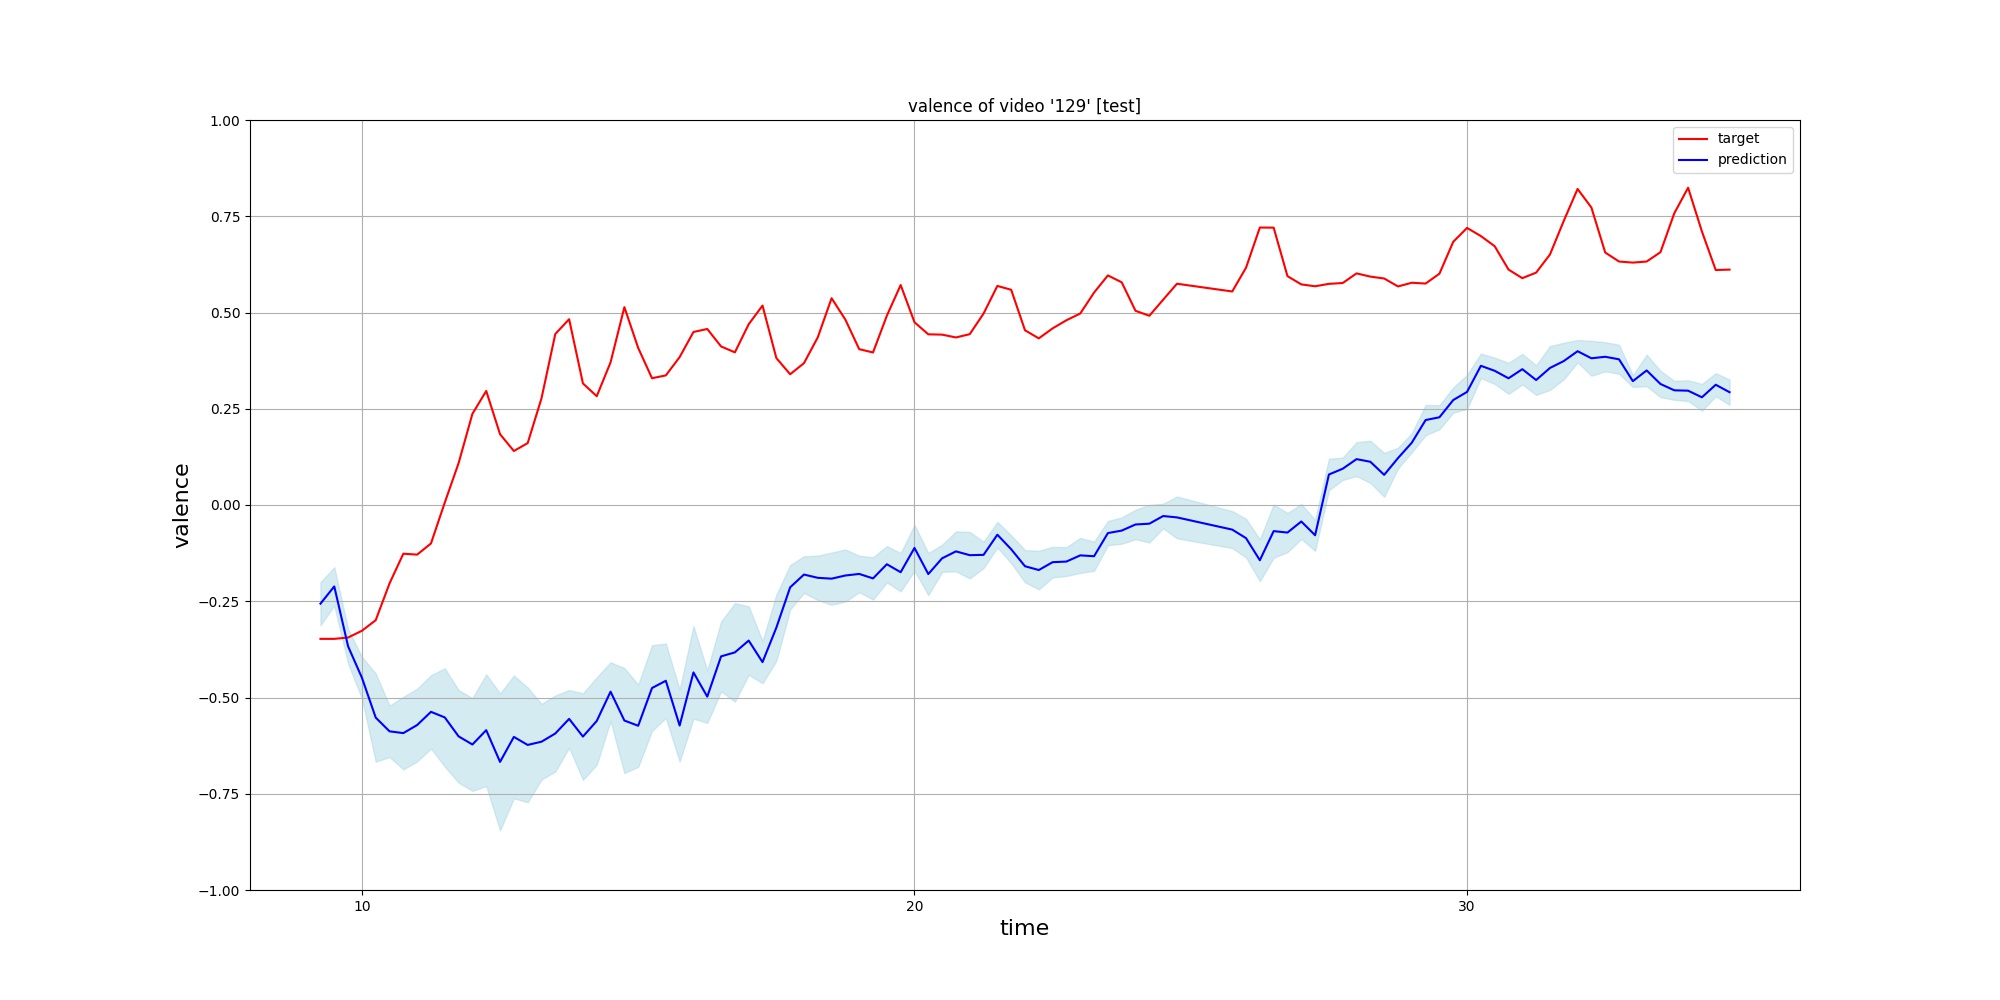 valence of video '129' [test]
target
prediction
1.00
0.75
0.50
0.25
0.00
−0.25
−0.50
−0.75
−1.00
valence
10 20 30
time